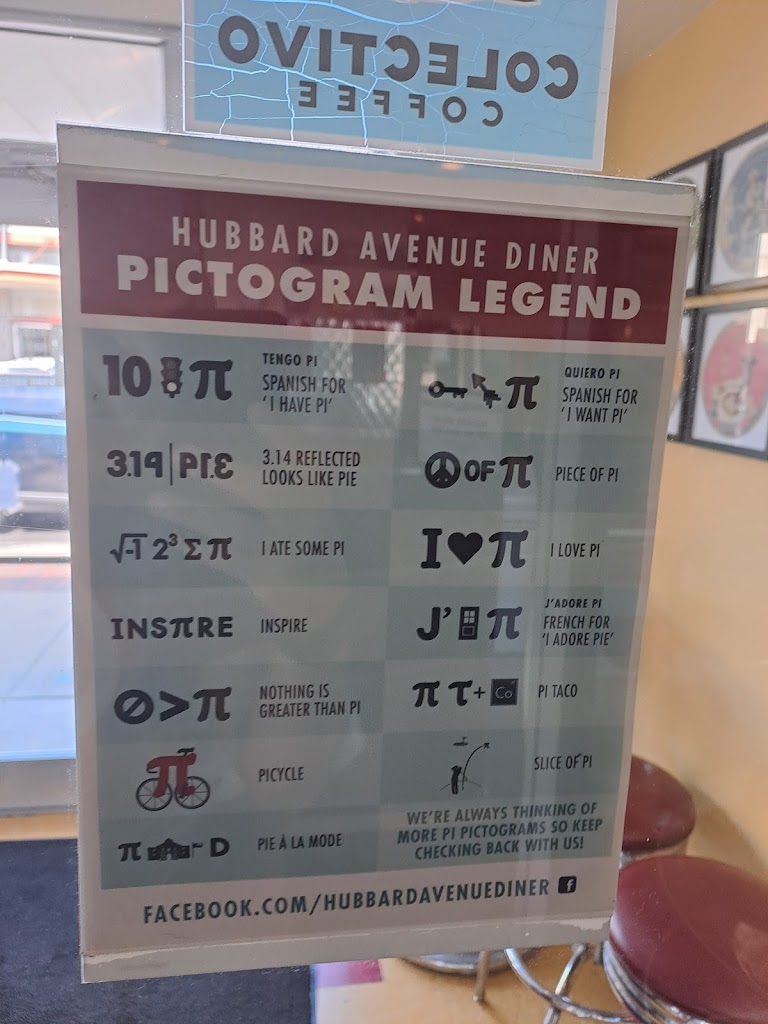 COLECTIVO
COFFEE
HUBBARD AVENUE DINER
PICTOGRAM LEGEND
10 π
TENGO PI
SPANISH FOR
'I HAVE PI'
π
QUIERO PI
SPANISH FOR
'I WANT PI'
3.14|PIE
3.14 REFLECTED
LOOKS LIKE PIE
OF π
PIECE OF PI
√-1 2³ Σ π
I ATE SOME PI
I ♥ π
I LOVE PI
INSπRE
INSPIRE
J' π
J'ADORE PI
FRENCH FOR
'I ADORE PIE'
>π
NOTHING IS
GREATER THAN PI
π τ+ Co
PI TACO
π
PICYCLE
SLICE OF PI
π D
PIE À LA MODE
WE'RE ALWAYS THINKING OF
MORE PI PICTOGRAMS SO KEEP
CHECKING BACK WITH US!
FACEBOOK.COM/HUBBARDAVENUEDINER f